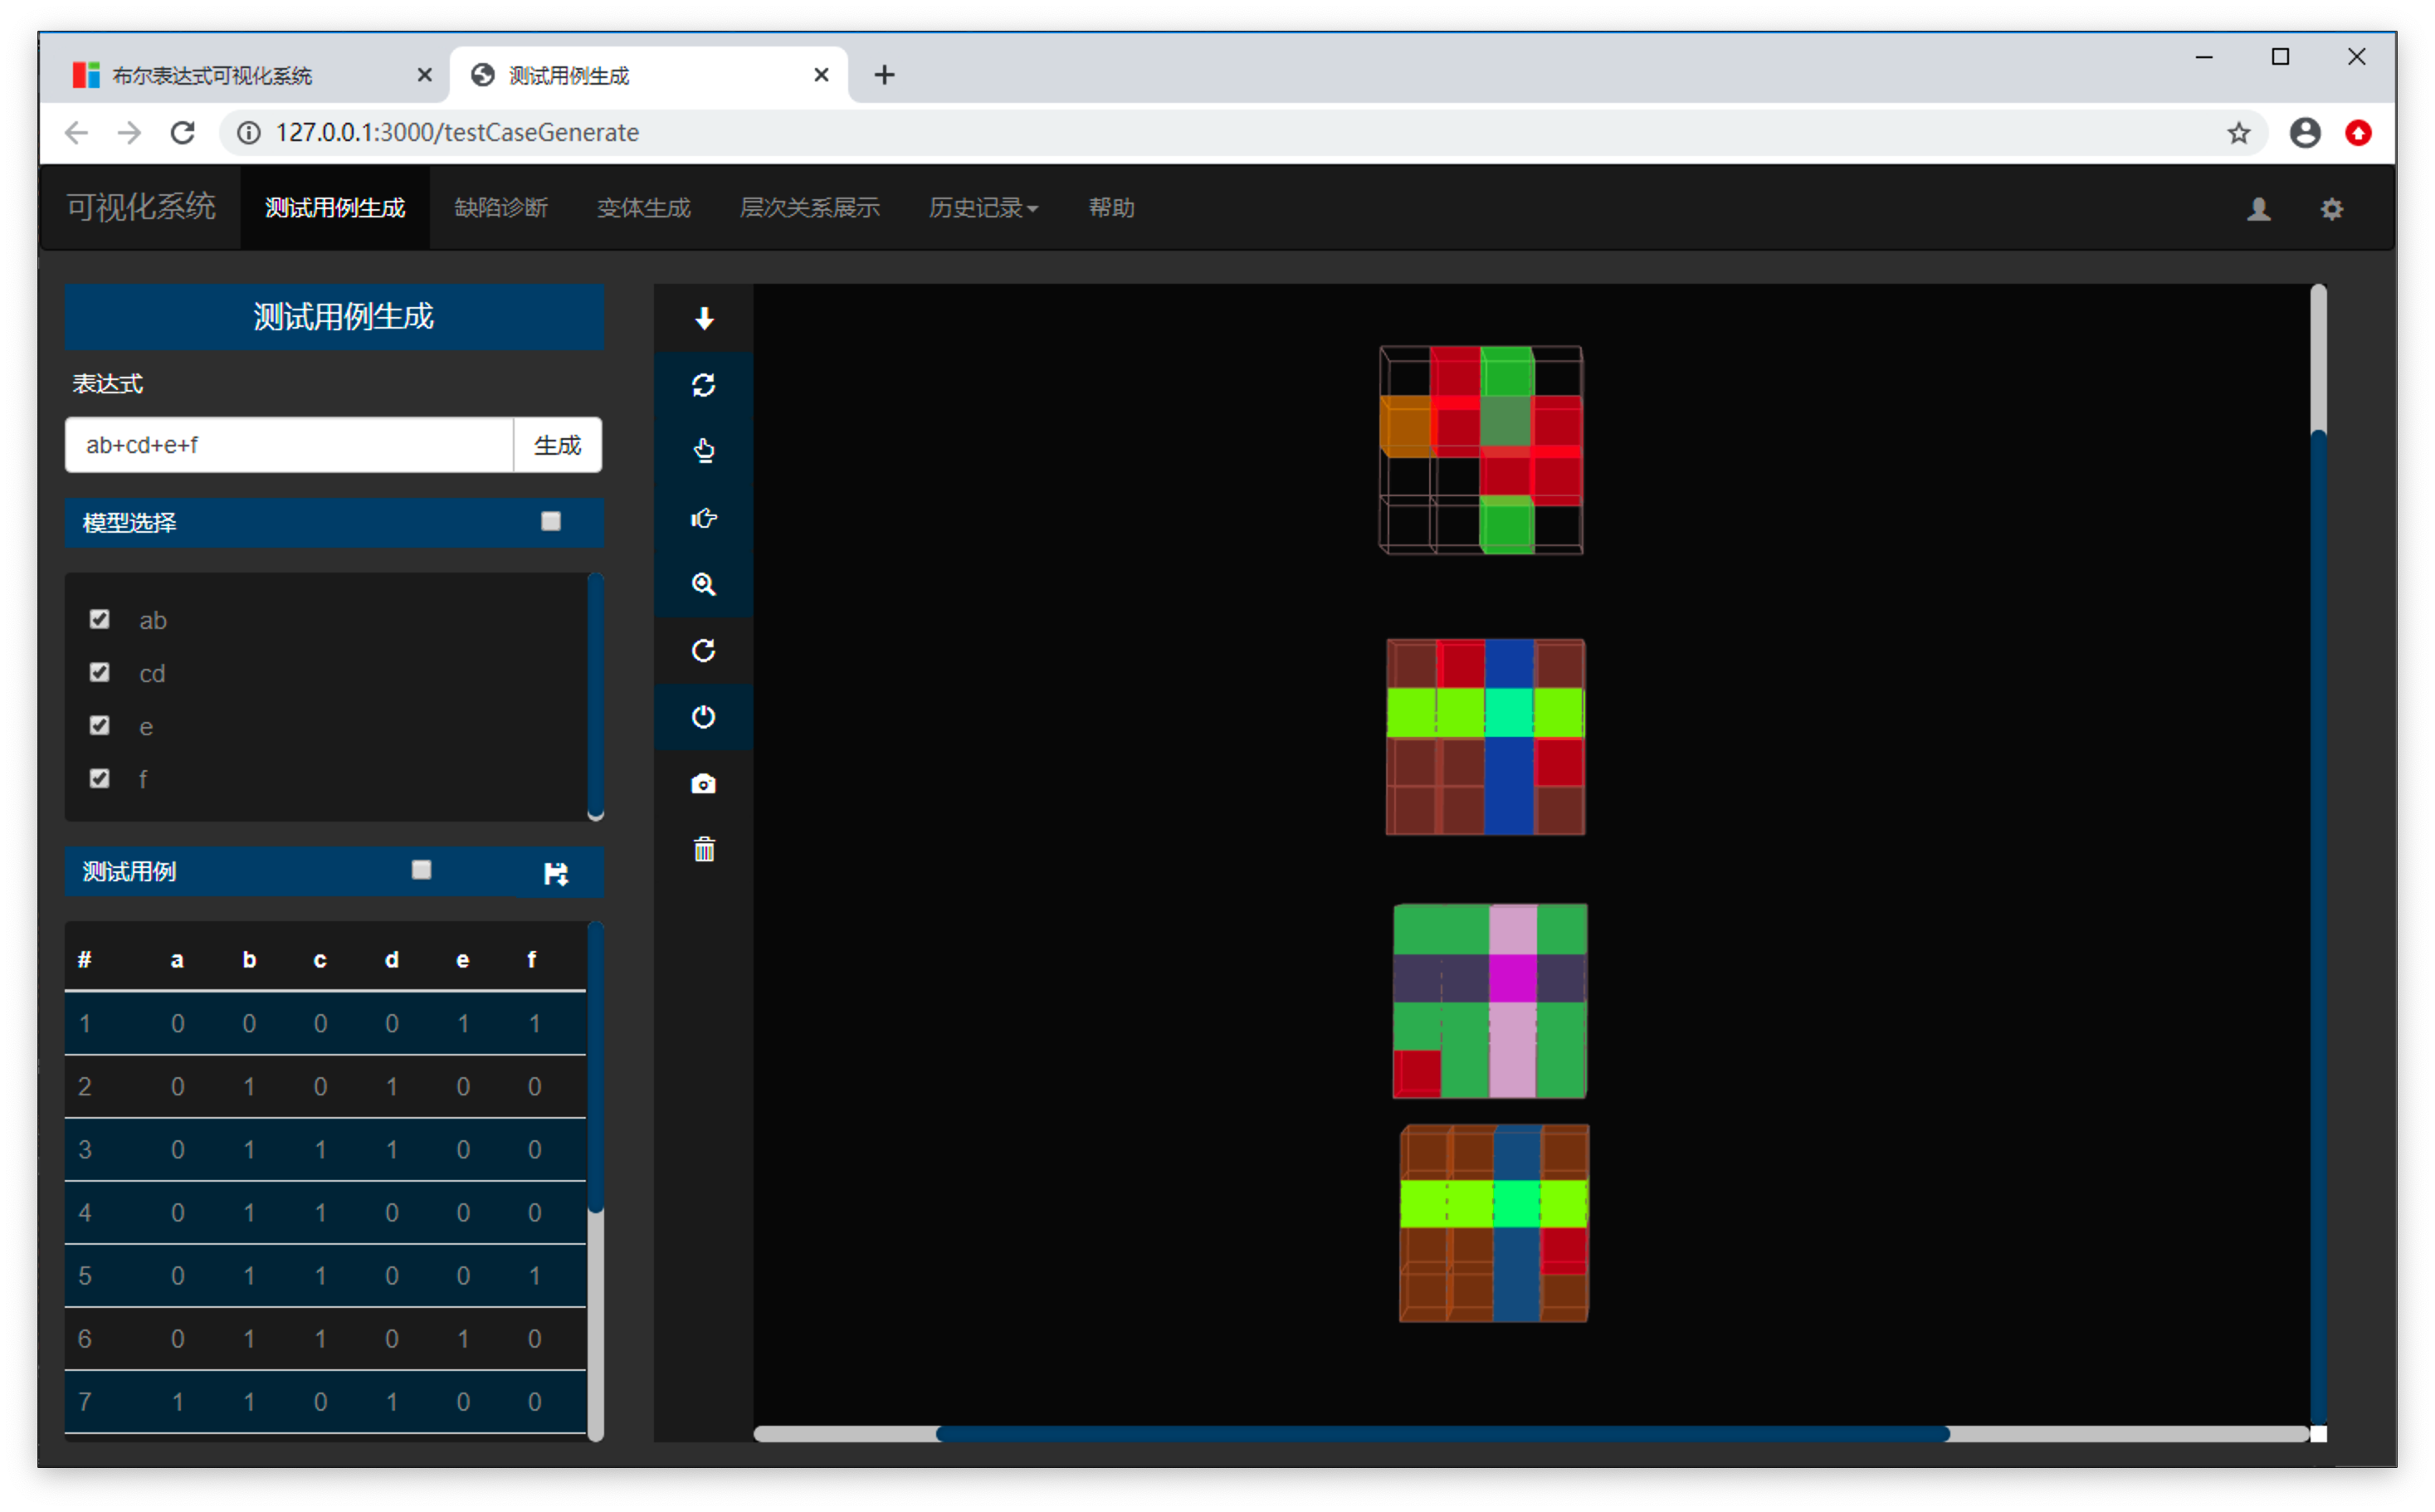 布尔表达式可视化系统
测试用例生成
127.0.0.1:3000/testCaseGenerate
可视化系统 测试用例生成 缺陷诊断 变体生成 层次关系展示 历史记录 帮助
测试用例生成
表达式
ab+cd+e+f 生成
模型选择
ab
cd
e
f
测试用例
# a b c d e f
1 0 0 0 0 1 1
2 0 1 0 1 0 0
3 0 1 1 1 0 0
4 0 1 1 0 0 0
5 0 1 1 0 0 1
6 0 1 1 0 1 0
7 1 1 0 1 0 0